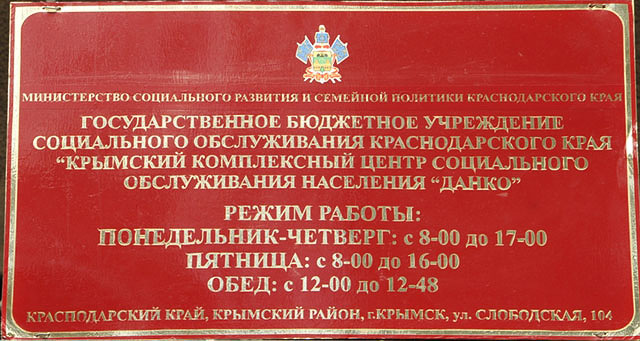 МИНИСТЕРСТВО СОЦИАЛЬНОГО РАЗВИТИЯ И СЕМЕЙНОЙ ПОЛИТИКИ КРАСНОДАРСКОГО КРАЯ
ГОСУДАРСТВЕННОЕ БЮДЖЕТНОЕ УЧРЕЖДЕНИЕ
СОЦИАЛЬНОГО ОБСЛУЖИВАНИЯ КРАСНОДАРСКОГО КРАЯ
“КРЫМСКИЙ КОМПЛЕКСНЫЙ ЦЕНТР СОЦИАЛЬНОГО
ОБСЛУЖИВАНИЯ НАСЕЛЕНИЯ “ДАНКО”
РЕЖИМ РАБОТЫ:
ПОНЕДЕЛЬНИК-ЧЕТВЕРГ: с 8-00 до 17-00
ПЯТНИЦА: с 8-00 до 16-00
ОБЕД: с 12-00 до 12-48
КРАСНОДАРСКИЙ КРАЙ, КРЫМСКИЙ РАЙОН, г.КРЫМСК, ул. СЛОБОДСКАЯ, 104